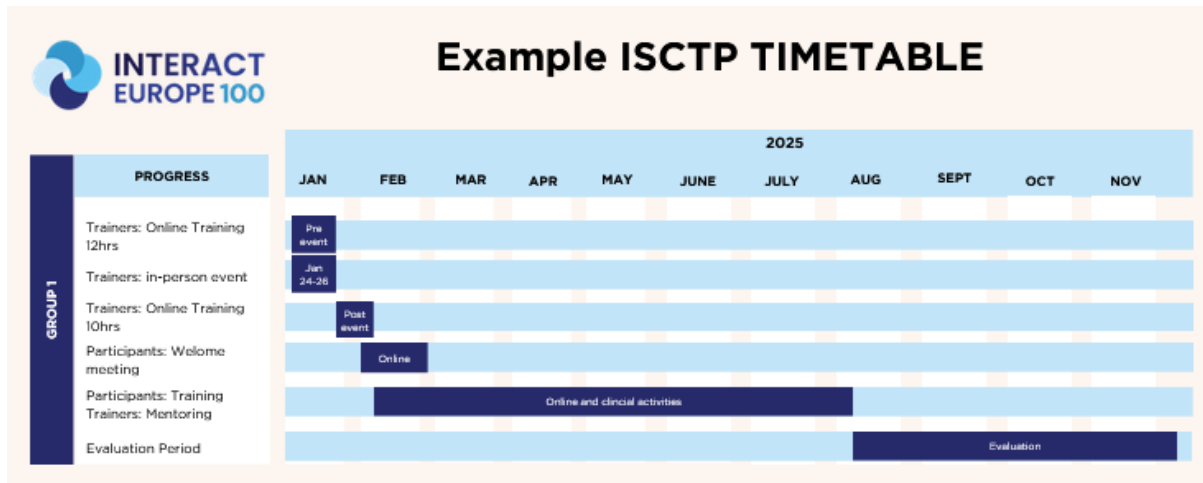 INTERACT
EUROPE 100
Example ISCTP TIMETABLE
2025
PROGRESS
JAN FEB MAR APR MAY JUNE JULY AUG SEPT OCT NOV
GROUP 1
Trainers: Online Training
12hrs
Pre
event
Trainers: in-person event
Jan
24-26
Trainers: Online Training
10hrs
Post
event
Participants: Welome
meeting
Online
Participants: Training
Trainers: Mentoring
Online and clincial activities
Evaluation Period
Evaluation